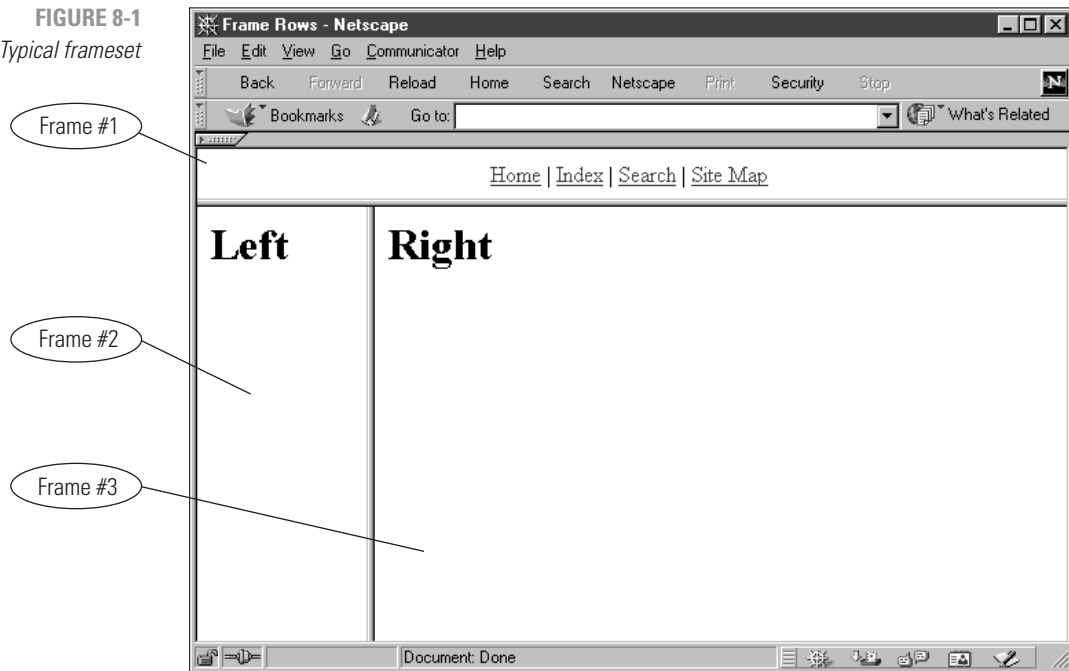 FIGURE 8-1
Typical frameset
Frame Rows - Netscape
File Edit View Go Communicator Help
Back Forward Reload Home Search Netscape Print Security Stop
N
Bookmarks Go to: What's Related
Frame #1
Home | Index | Search | Site Map
Left Right
Frame #2
Frame #3
Document: Done